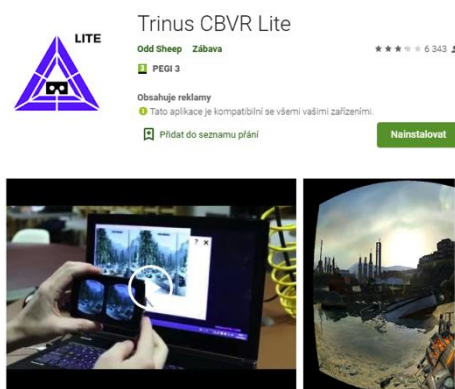 LITE
Trinus CBVR Lite
Odd Sheep Zábava
6 343
3 PEGI 3
Obsahuje reklamy
Tato aplikace je kompatibilní se všemi vašimi zařízeními.
Přidat do seznamu přání
Nainstalovat
? X